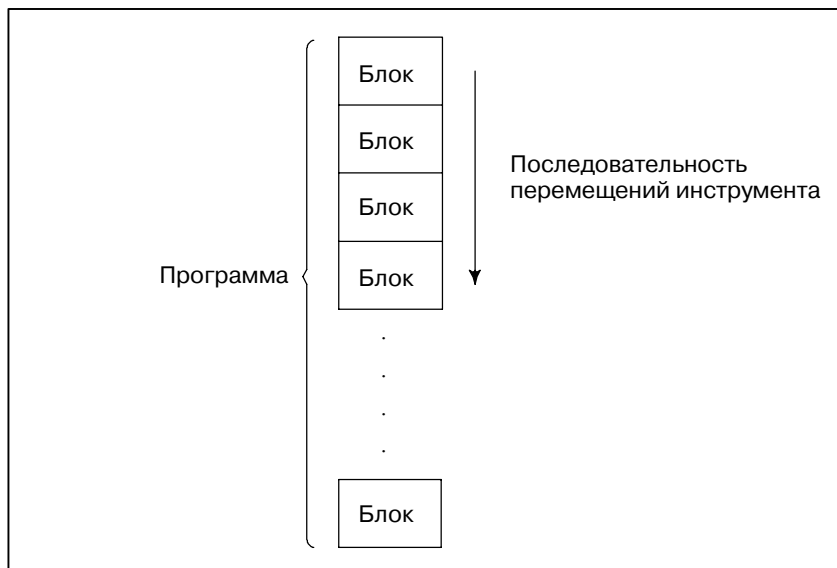 Блок
Блок
Последовательность
перемещений инструмента
Блок
Программа
Блок
Блок